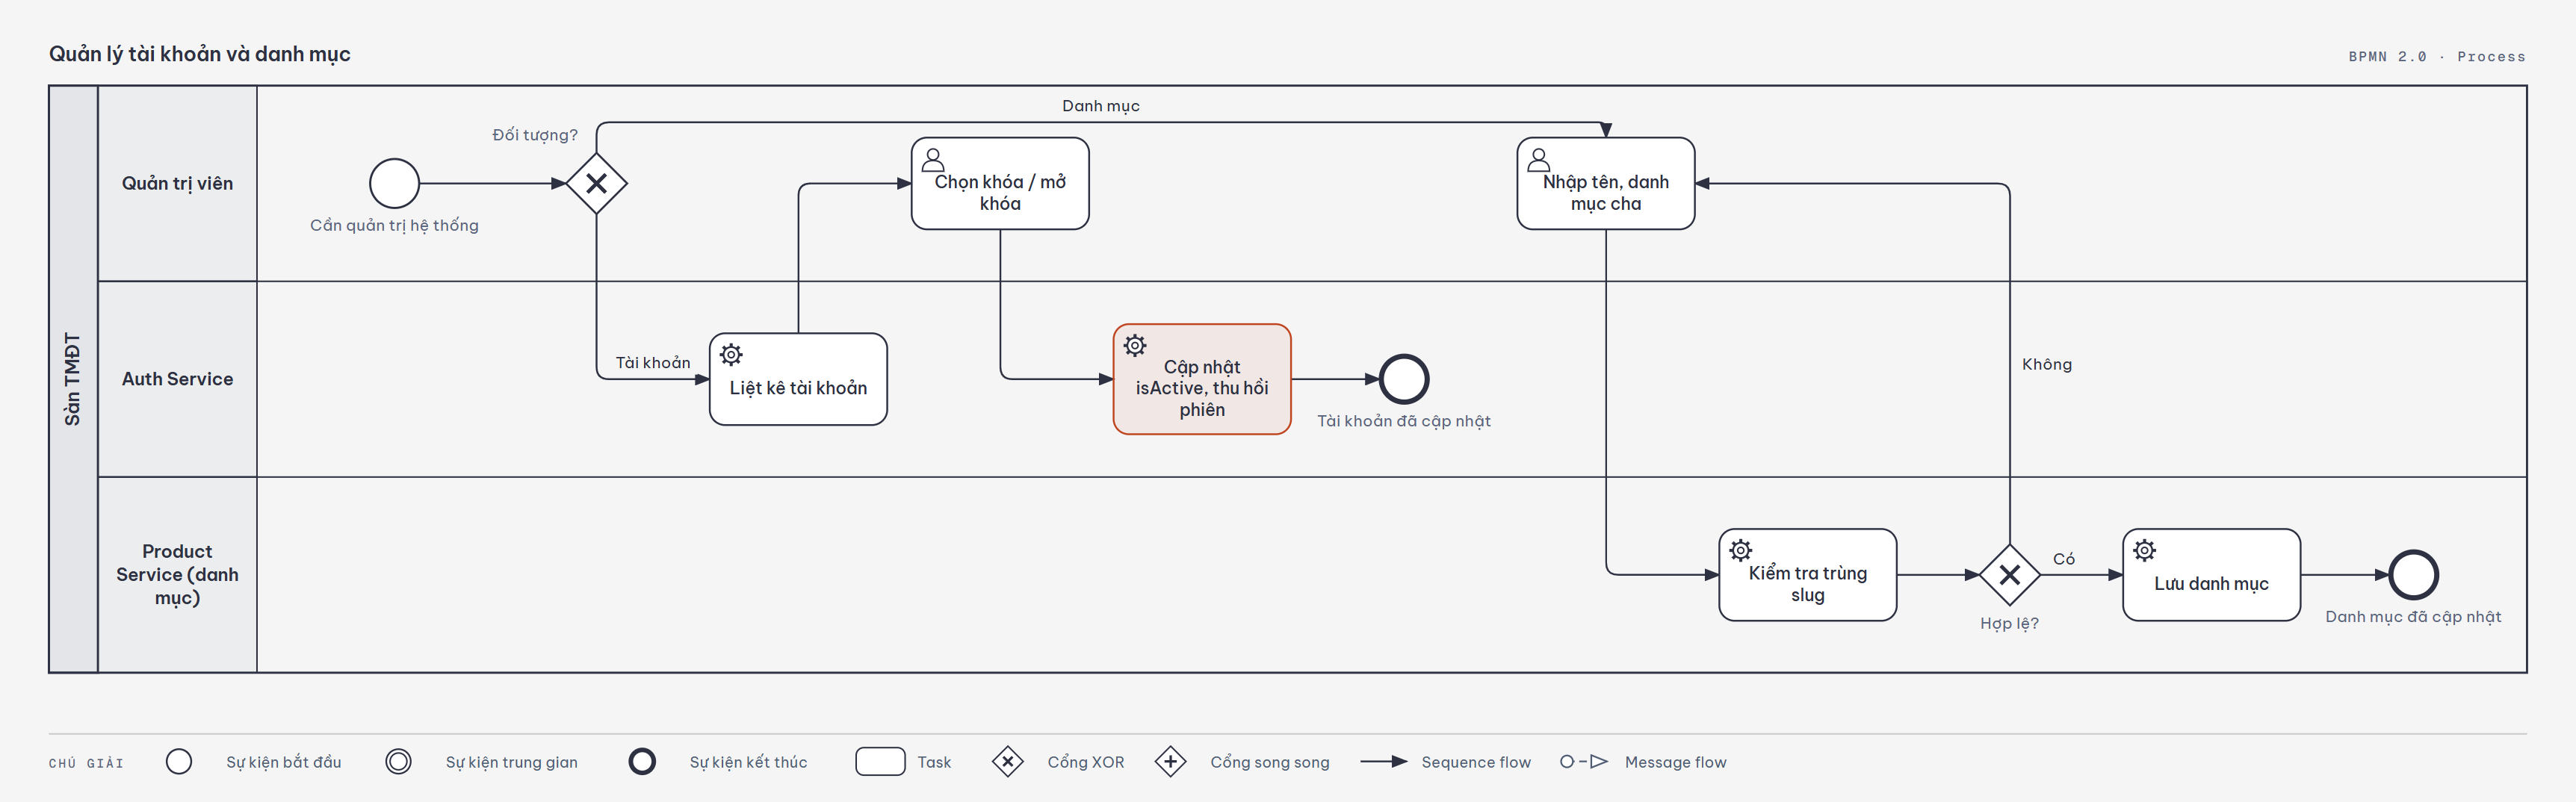 Quản lý tài khoản và danh mục
BPMN 2.0 · Process
Sàn TMĐT
Quản trị viên
Cần quản trị hệ thống
Đối tượng?
Danh mục
Chọn khóa / mở
khóa
Nhập tên, danh
mục cha
Auth Service
Tài khoản
Liệt kê tài khoản
Cập nhật
isActive, thu hồi
phiên
Tài khoản đã cập nhật
Không
Product
Service (danh
mục)
Kiểm tra trùng
slug
Hợp lệ?
Có
Lưu danh mục
Danh mục đã cập nhật
CHÚ GIẢI
Sự kiện bắt đầu
Sự kiện trung gian
Sự kiện kết thúc
Task
Cổng XOR
Cổng song song
Sequence flow
Message flow